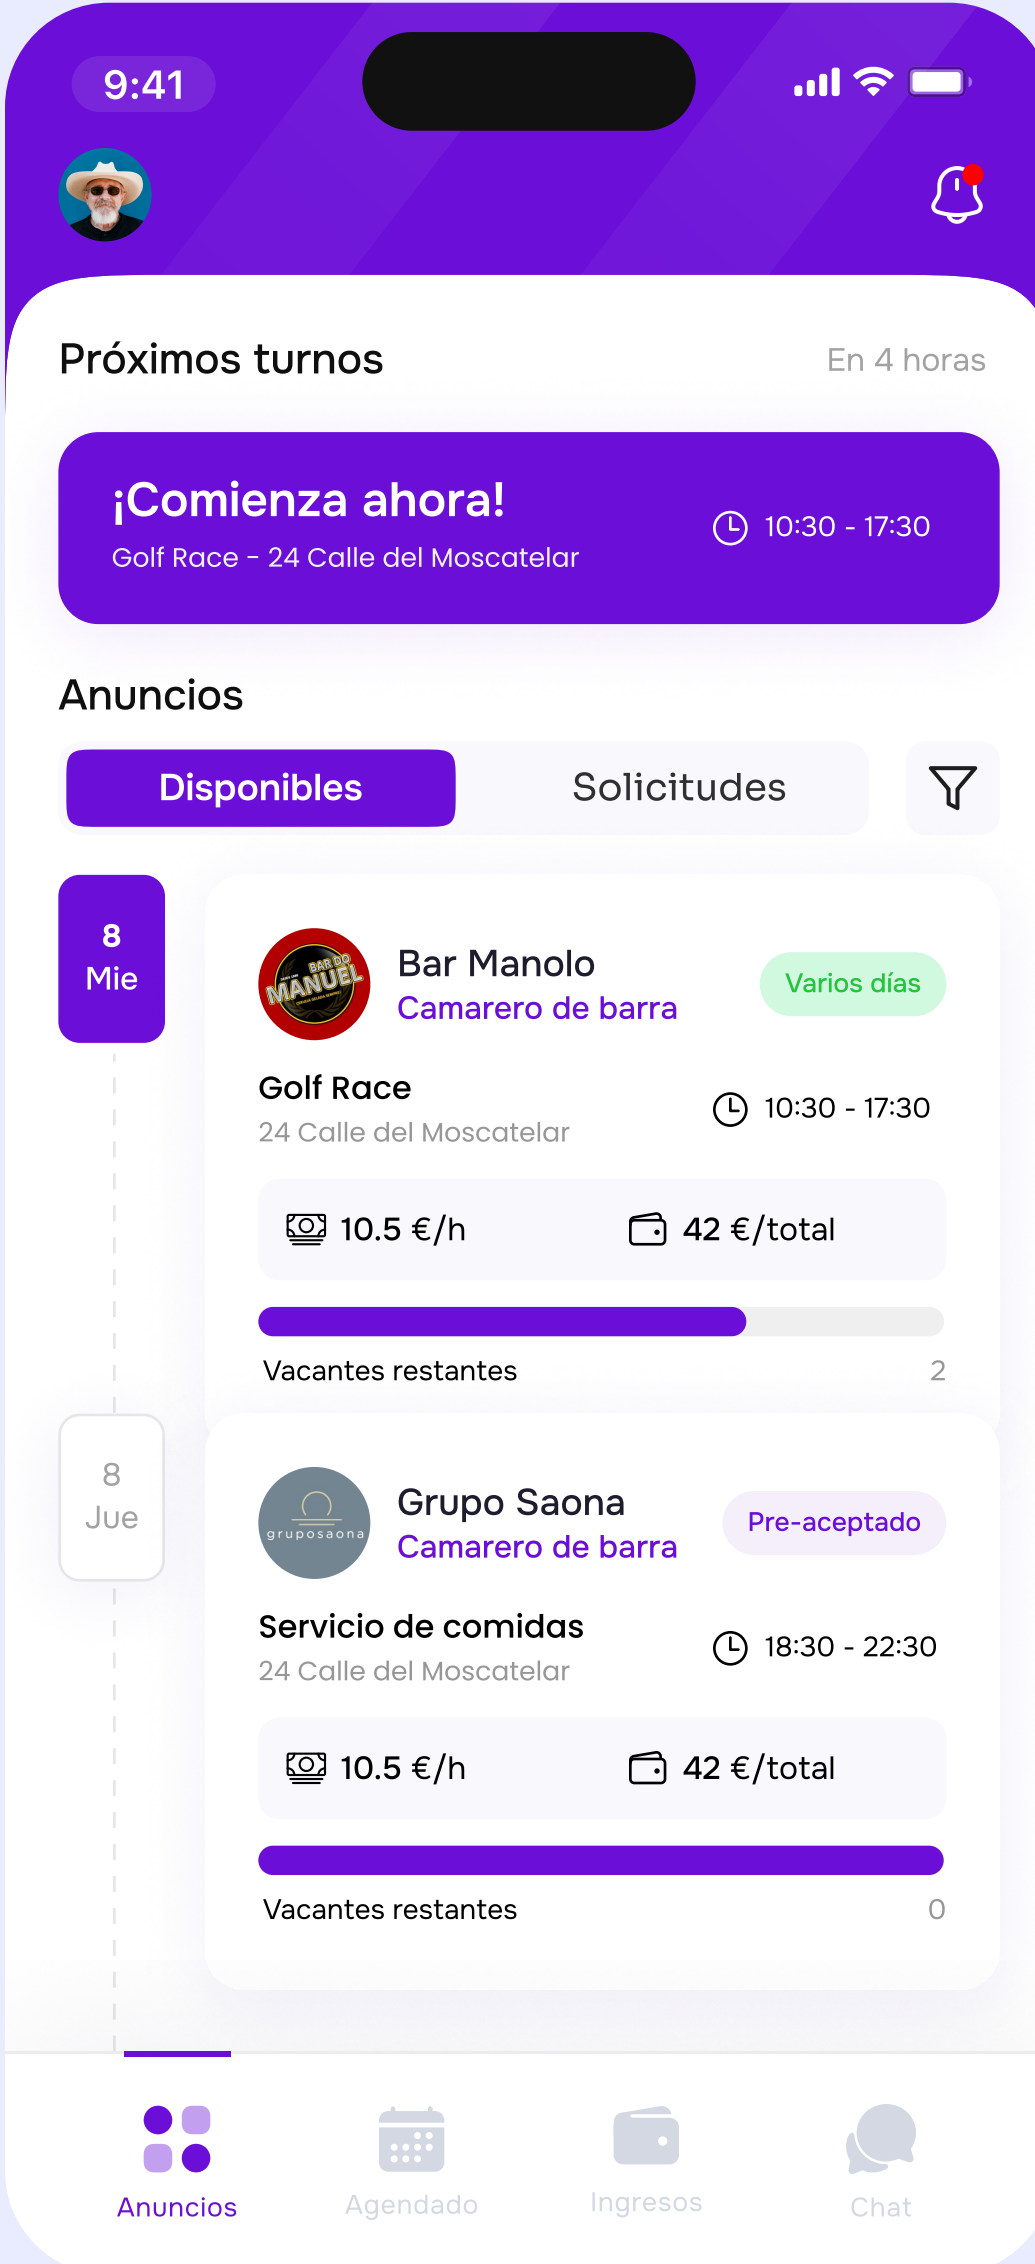 9:41
Próximos turnos
En 4 horas
¡Comienza ahora!
Golf Race - 24 Calle del Moscatelar
10:30 - 17:30
Anuncios
Disponibles
Solicitudes
8
Mie
BAR DO
MANUEL
Bar Manolo
Camarero de barra
Varios días
Golf Race
24 Calle del Moscatelar
10:30 - 17:30
10.5 €/h
42 €/total
Vacantes restantes
2
8
Jue
gruposaona
Grupo Saona
Camarero de barra
Pre-aceptado
Servicio de comidas
24 Calle del Moscatelar
18:30 - 22:30
10.5 €/h
42 €/total
Vacantes restantes
0
Anuncios
Agendado
Ingresos
Chat